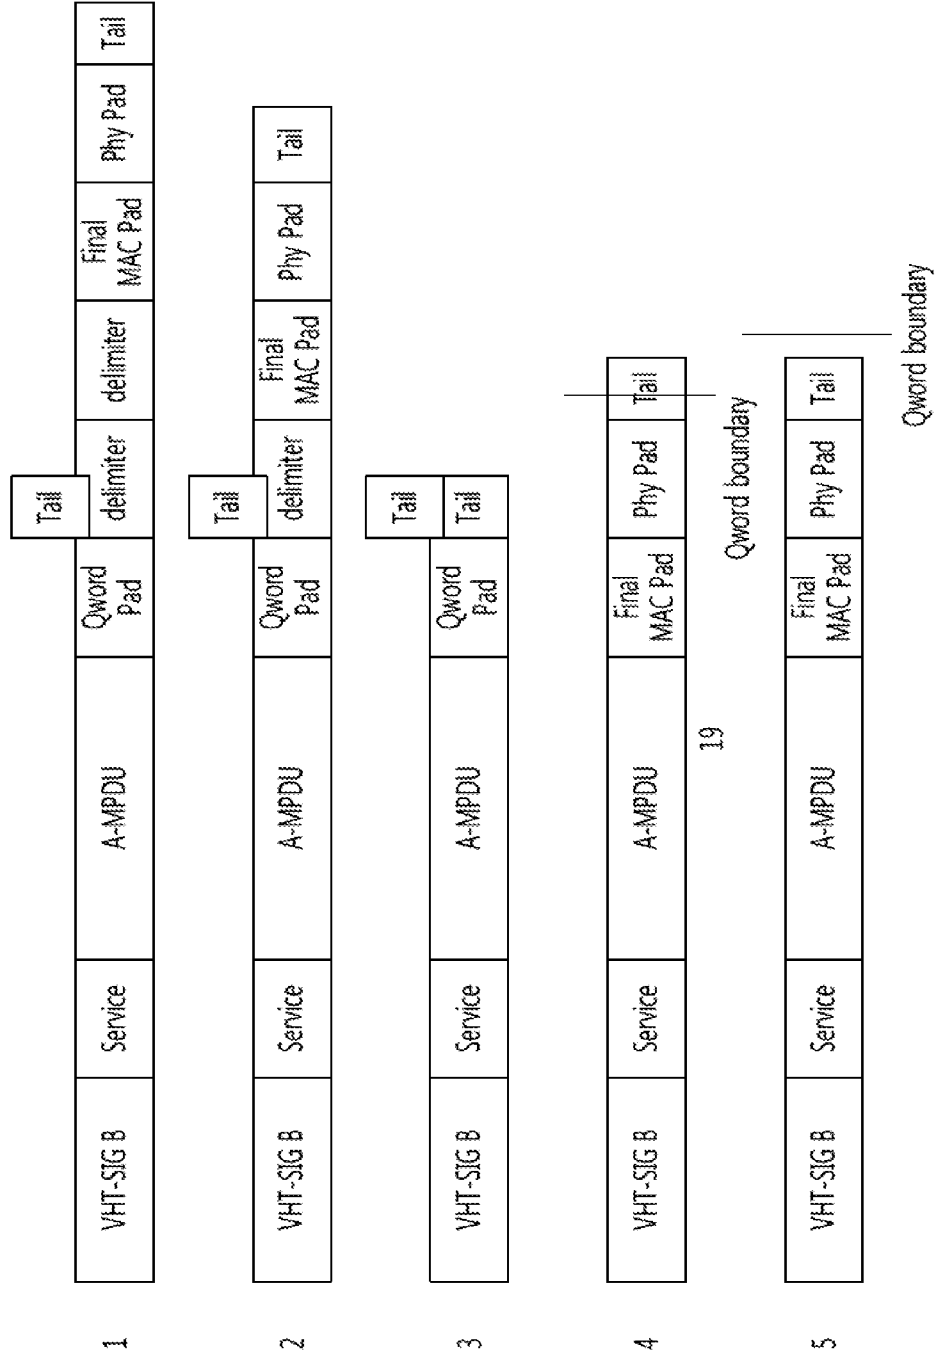 1
VHT-SIG B
Service
A-MPDU
Qword
Pad
Tail
delimiter
delimiter
Final
MAC Pad
Phy Pad
Tail
2
VHT-SIG B
Service
A-MPDU
Qword
Pad
Tail
delimiter
Final
MAC Pad
Phy Pad
Tail
3
VHT-SIG B
Service
A-MPDU
Qword
Pad
Tail
Tail
4
VHT-SIG B
Service
A-MPDU
Final
MAC Pad
Phy Pad
Tail
19
Qword boundary
5
VHT-SIG B
Service
A-MPDU
Final
MAC Pad
Phy Pad
Tail
Qword boundary